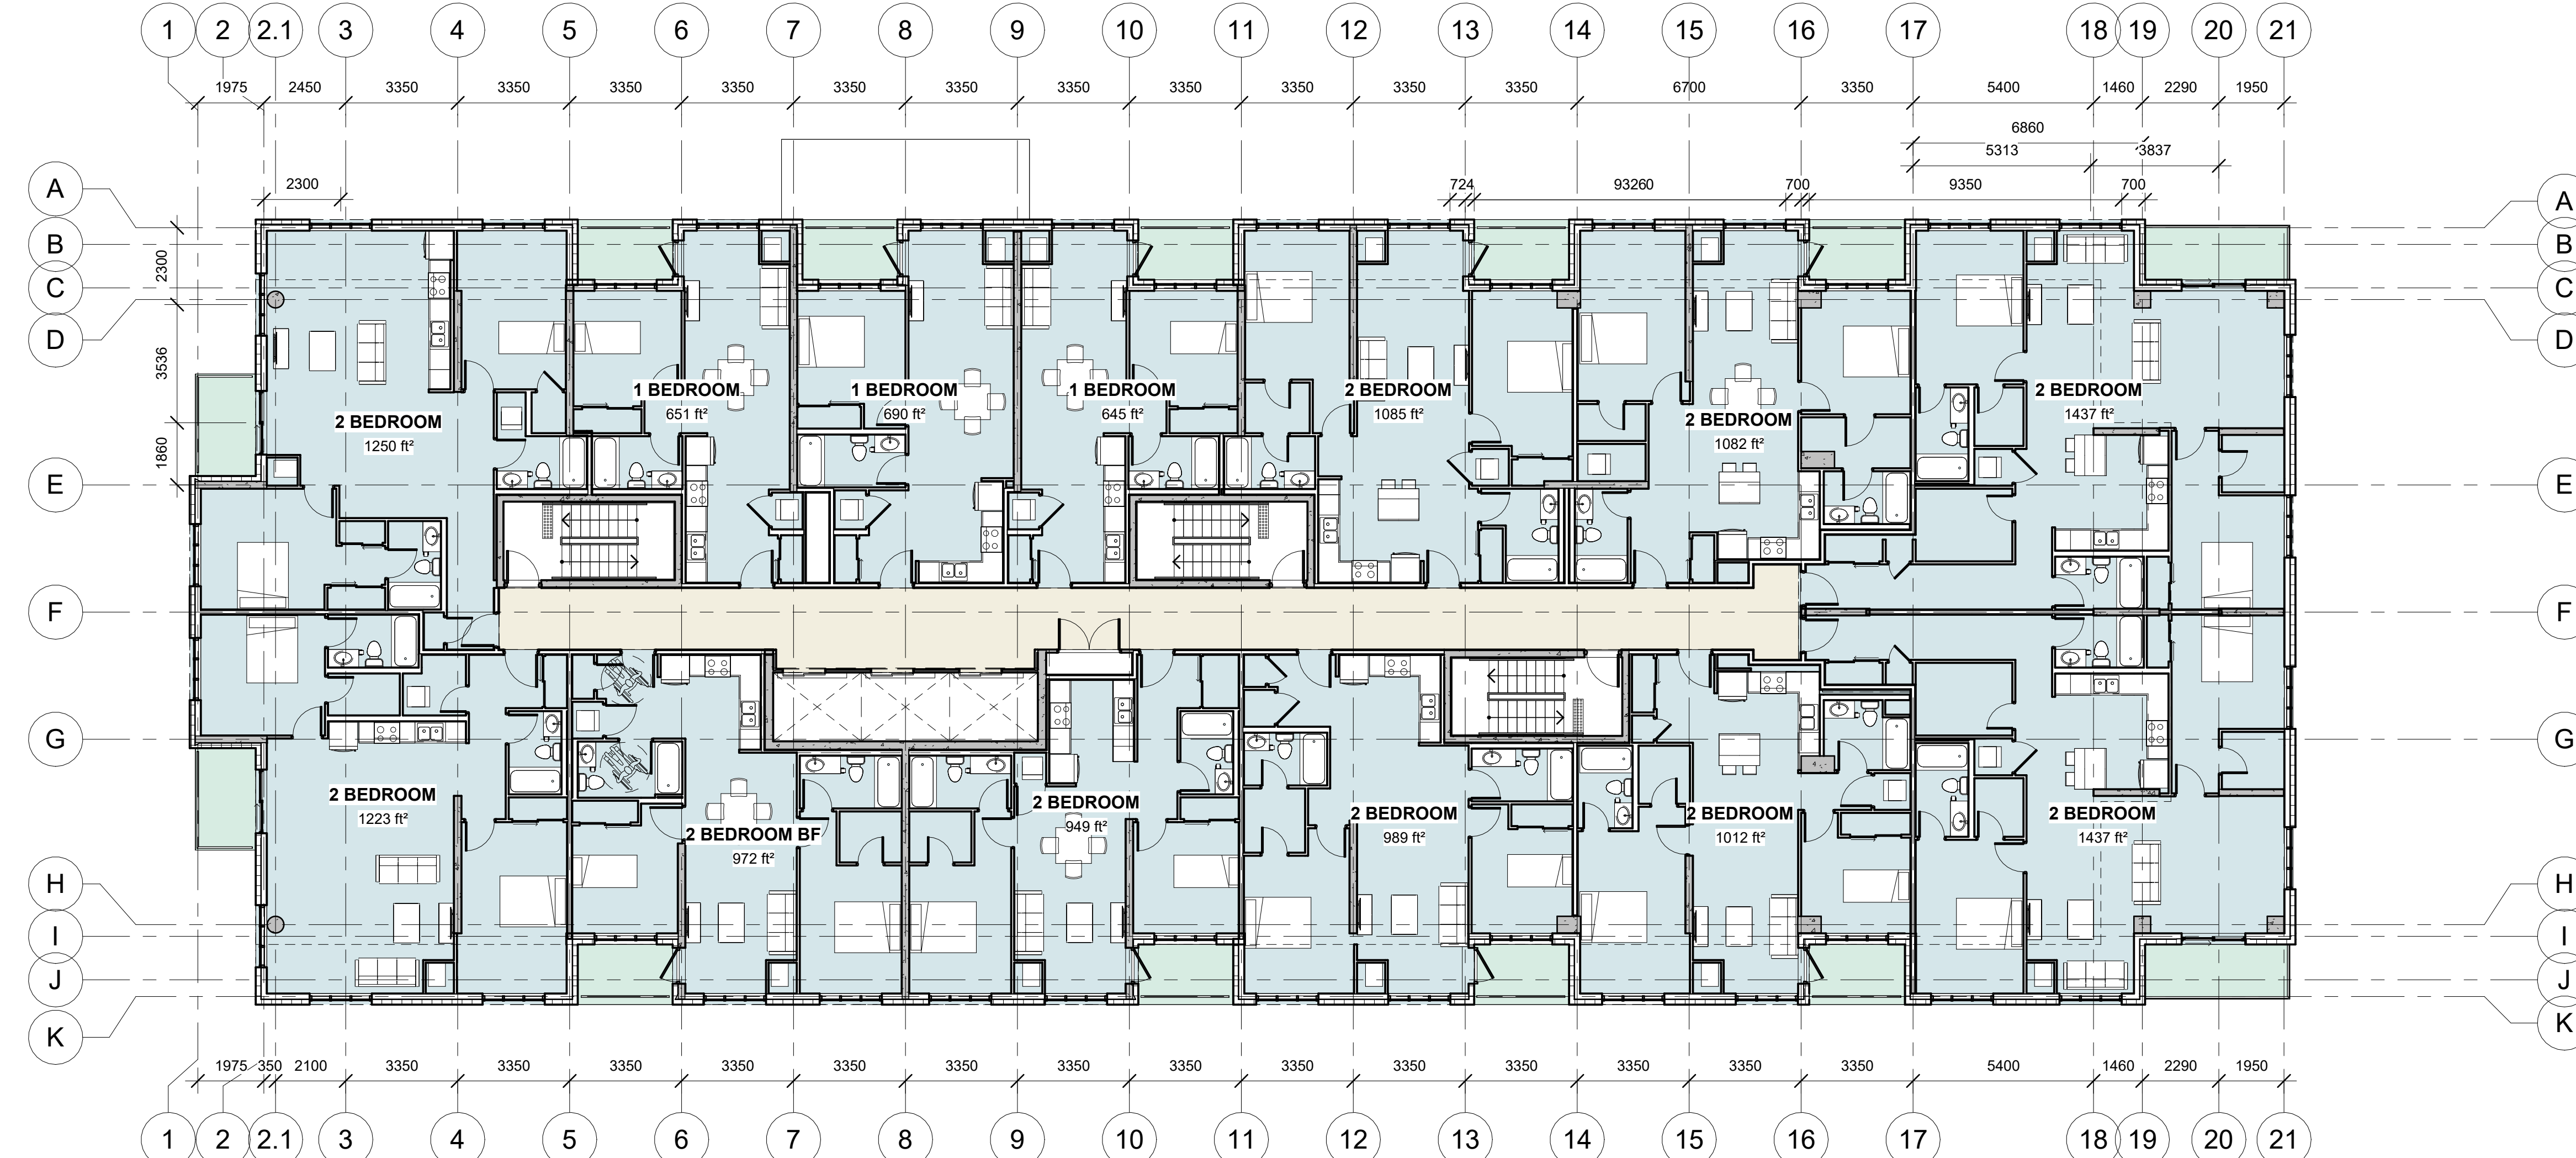 1 2 2.1 3 4 5 6 7 8 9 10 11 12 13 14 15 16 17 18 19 20 21
1975 2450 3350 3350 3350 3350 3350 3350 3350 3350 3350 3350 3350 6700 3350 5400 1460 2290 1950
6860
5313 3837
2300 724 93260 700 9350 700
A A
B B
2300
C C
D D
3536
1 BEDROOM 1 BEDROOM 1 BEDROOM 2 BEDROOM 2 BEDROOM
651 ft² 690 ft² 645 ft² 1085 ft² 1437 ft²
2 BEDROOM 2 BEDROOM
1250 ft² 1082 ft²
1860
E E
F F
G G
2 BEDROOM 2 BEDROOM
1223 ft² 949 ft²
2 BEDROOM 2 BEDROOM 2 BEDROOM
989 ft² 1012 ft² 1437 ft²
2 BEDROOM BF
972 ft²
H H
I I
J J
K K
1975 350 2100 3350 3350 3350 3350 3350 3350 3350 3350 3350 3350 3350 3350 3350 3350 5400 1460 2290 1950
1 2 2.1 3 4 5 6 7 8 9 10 11 12 13 14 15 16 17 18 19 20 21